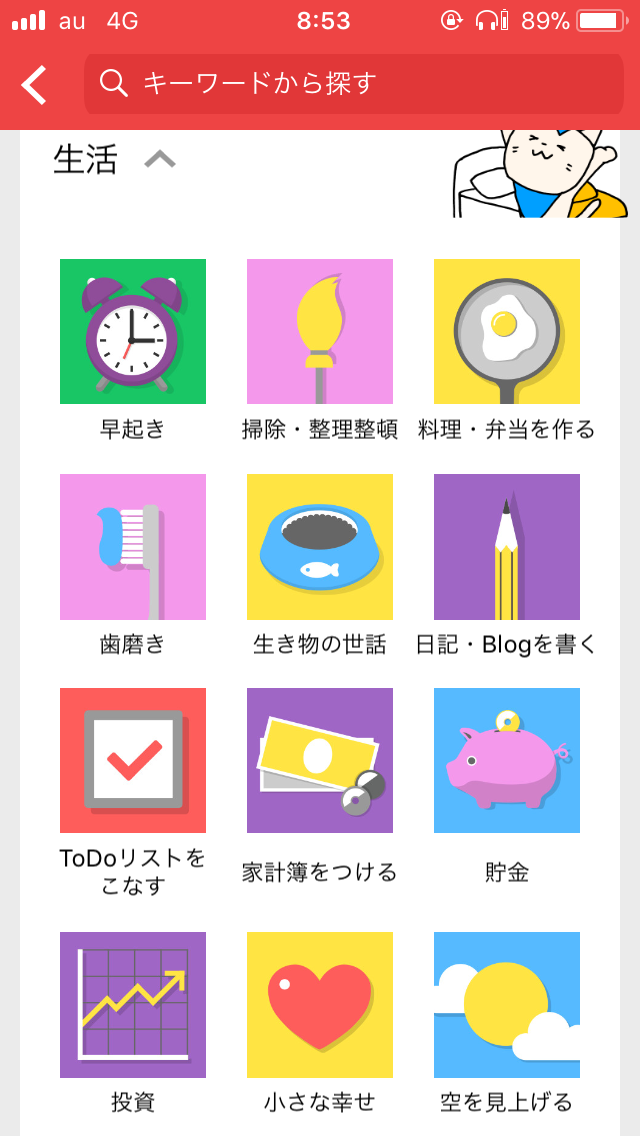 au 4G 8:53 89%
キーワードから探す
生活
早起き 掃除・整理整頓 料理・弁当を作る
歯磨き 生き物の世話 日記・Blogを書く
ToDoリストを
こなす 家計簿をつける 貯金
投資 小さな幸せ 空を見上げる